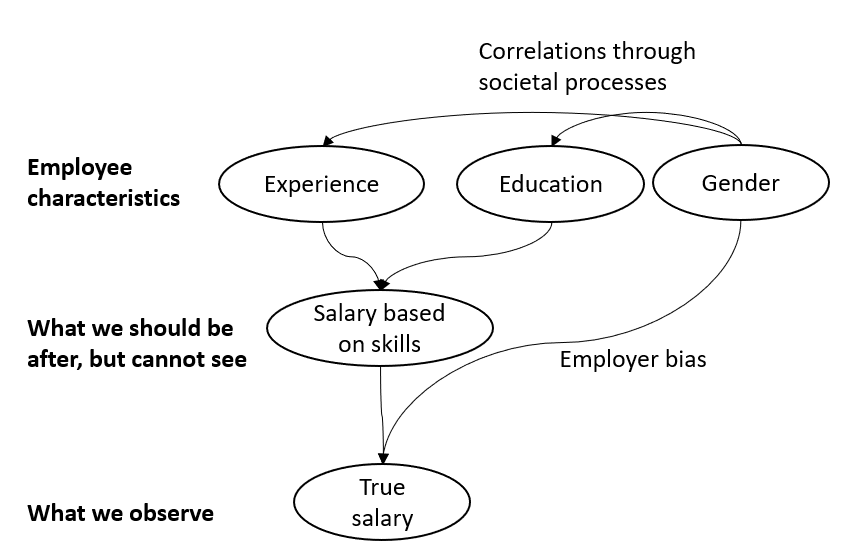 Correlations through
societal processes
Employee
characteristics
Experience
Education
Gender
What we should be
after, but cannot see
Salary based
on skills
Employer bias
What we observe
True
salary